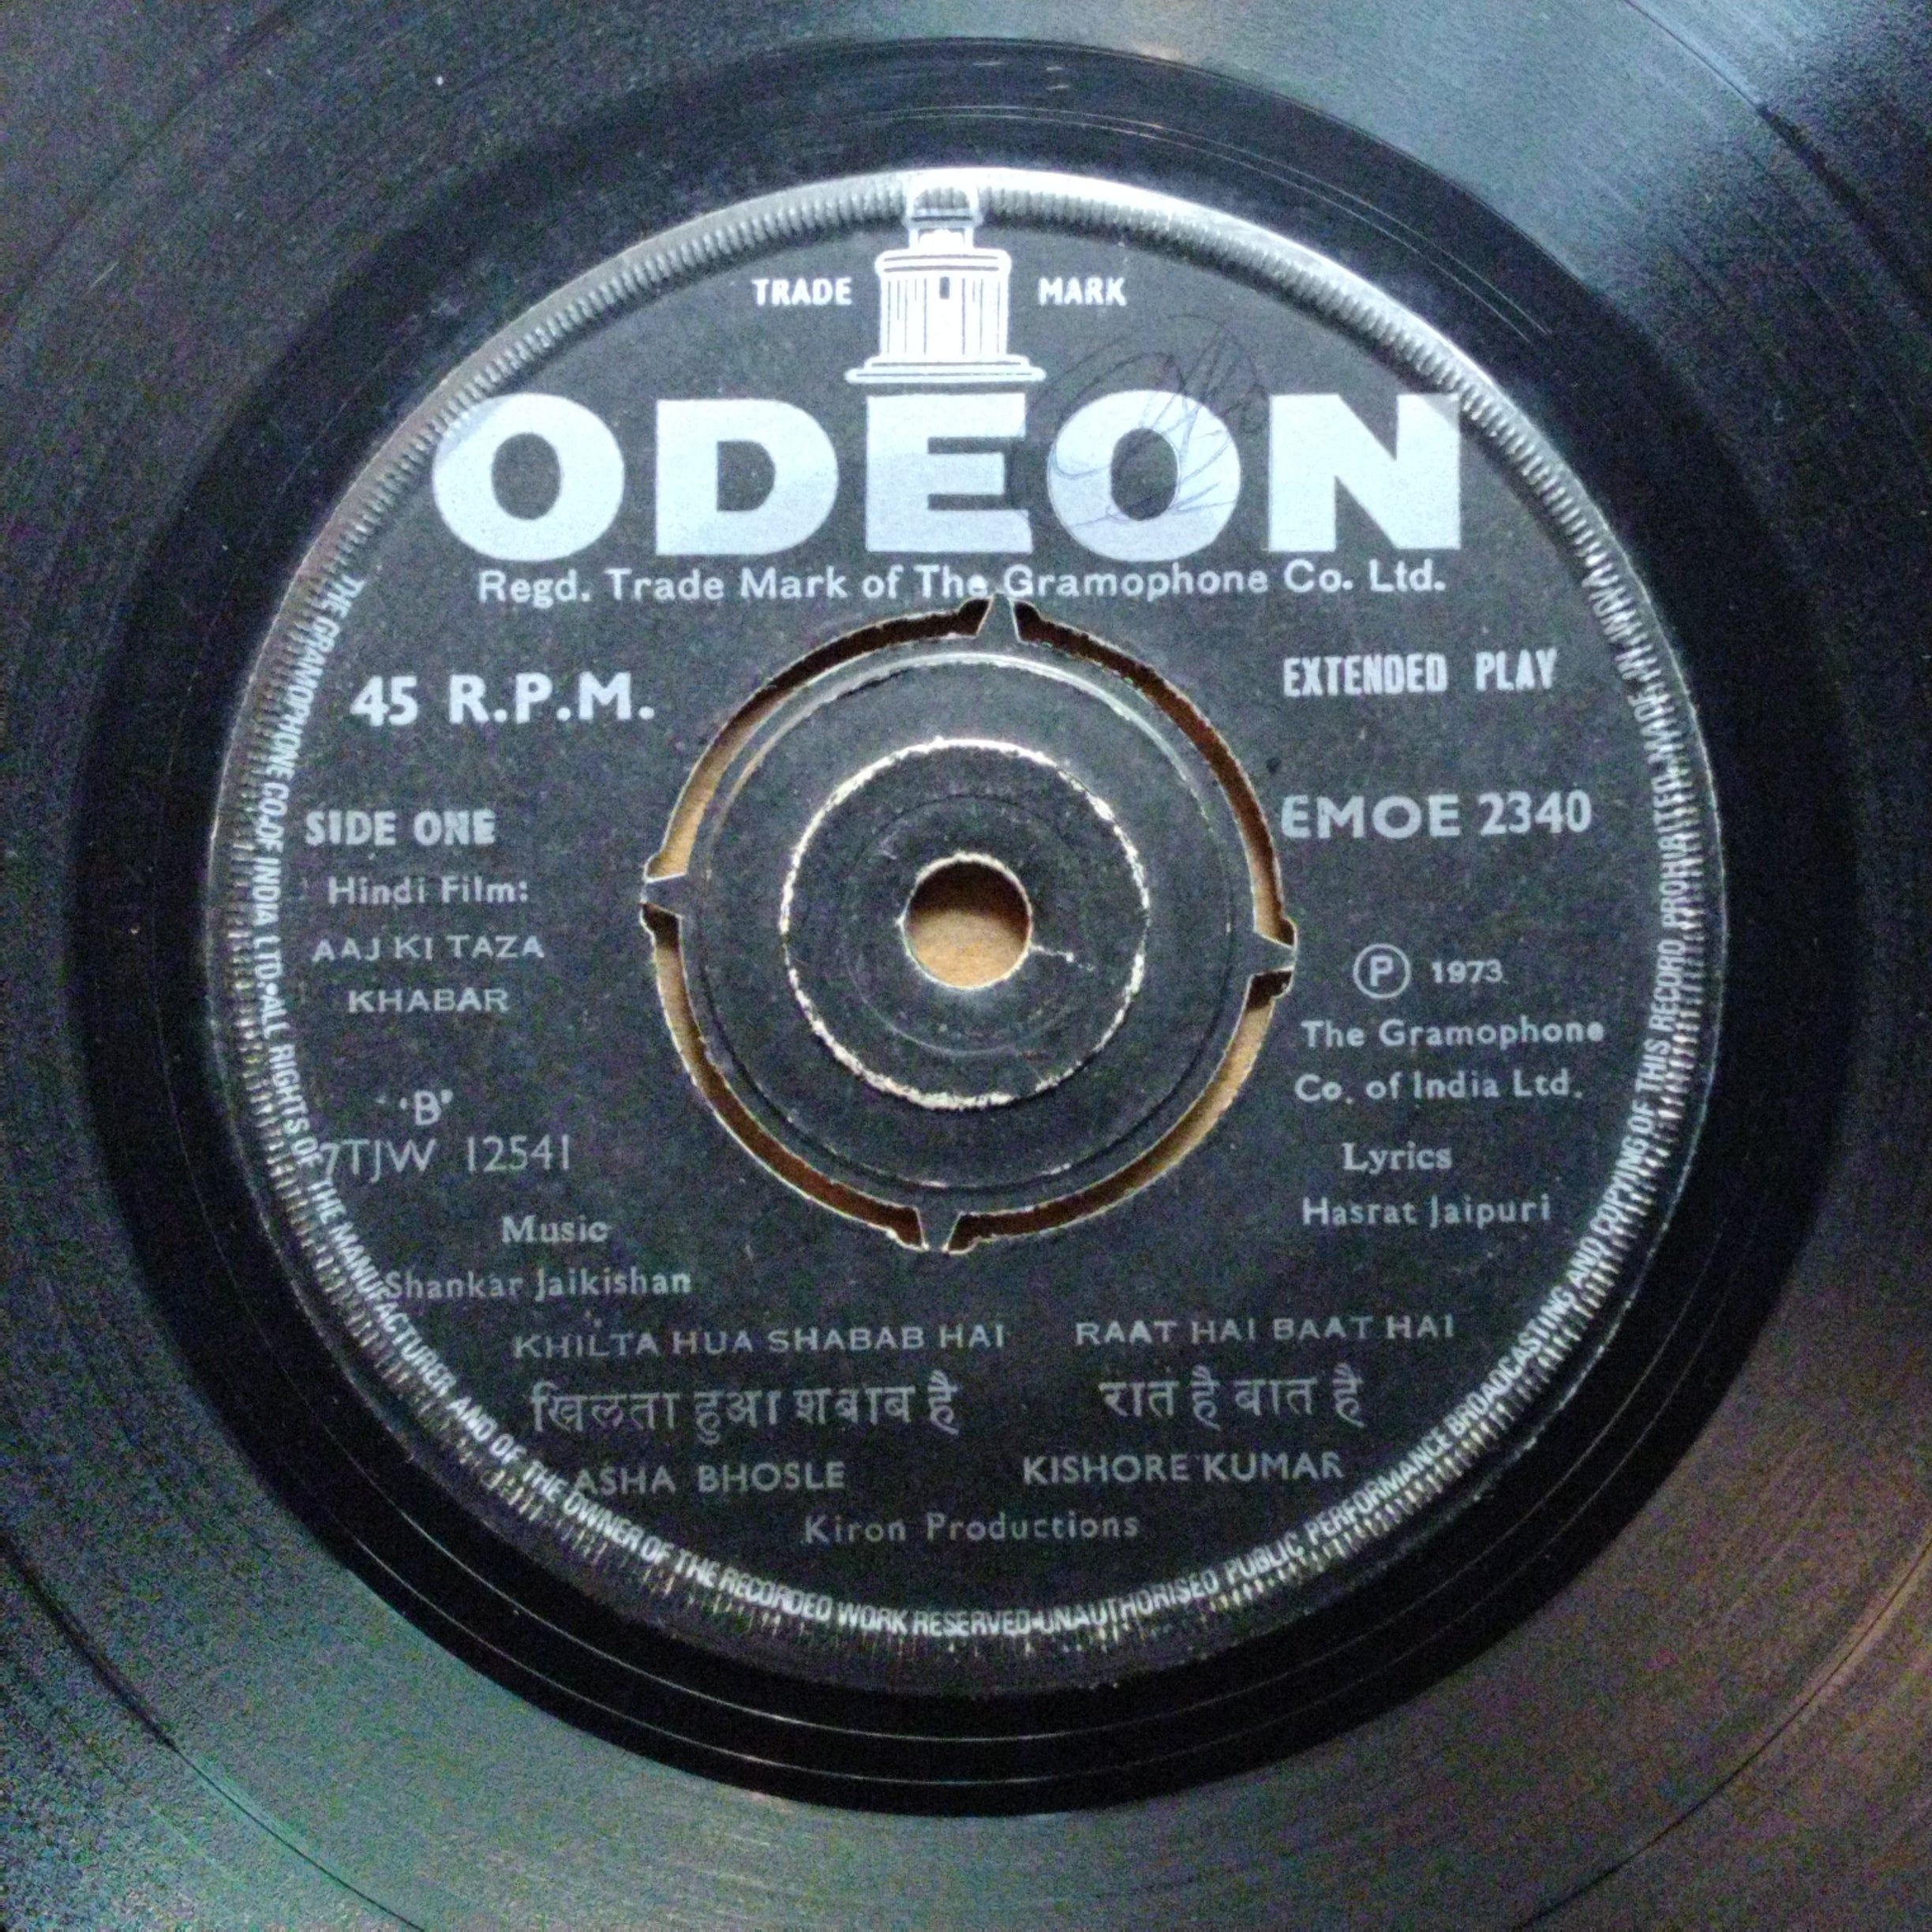 TRADE MARK
ODEON
Regd. Trade Mark of The Gramophone Co. Ltd.
45 R.P.M.
EXTENDED PLAY
SIDE ONE
EMOE 2340
Hindi Film:
AAJ KI TAZA
KHABAR
Ⓟ 1973
The Gramophone
Co. of India Ltd.
'B'
7TJW 12541
Lyrics
Hasrat Jaipuri
Music
Shankar Jaikishan
KHILTA HUA SHABAB HAI RAAT HAI BAAT HAI
खिलता हुआ शबाब है रात है बात है
ASHA BHOSLE KISHORE KUMAR
Kiron Productions
THE GRAMOPHONE CO. OF INDIA LTD. ALL RIGHTS OF THE MANUFACTURER AND OF THE OWNER OF THE RECORDED WORK RESERVED-UNAUTHORISED PUBLIC PERFORMANCE BROADCASTING AND COPYING OF THIS RECORD PROHIBITED-MADE IN INDIA